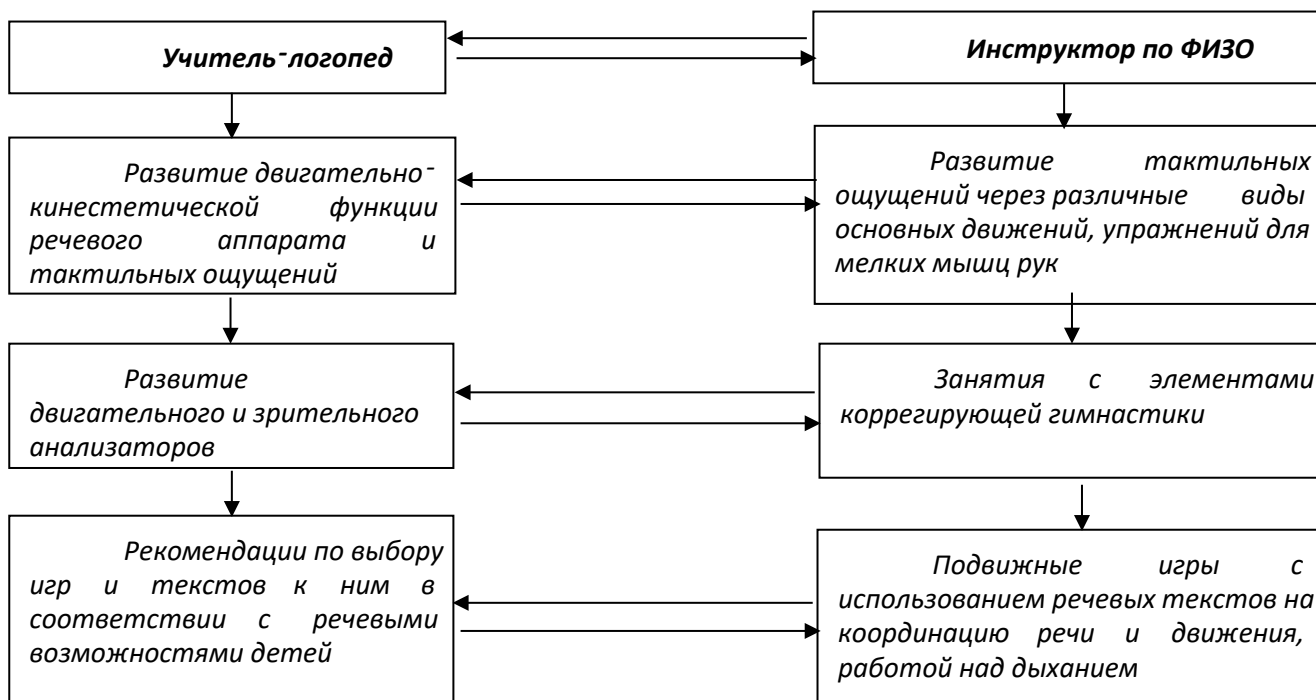 Учитель-логопед
Инструктор по ФИЗО
Развитие двигательно-
кинестетической функции
речевого аппарата и
тактильных ощущений
Развитие тактильных
ощущений через различные виды
основных движений, упражнений для
мелких мышц рук
Развитие
двигательного и зрительного
анализаторов
Занятия с элементами
коррегирующей гимнастики
Рекомендации по выбору
игр и текстов к ним в
соответствии с речевыми
возможностями детей
Подвижные игры с
использованием речевых текстов на
координацию речи и движения,
работой над дыханием